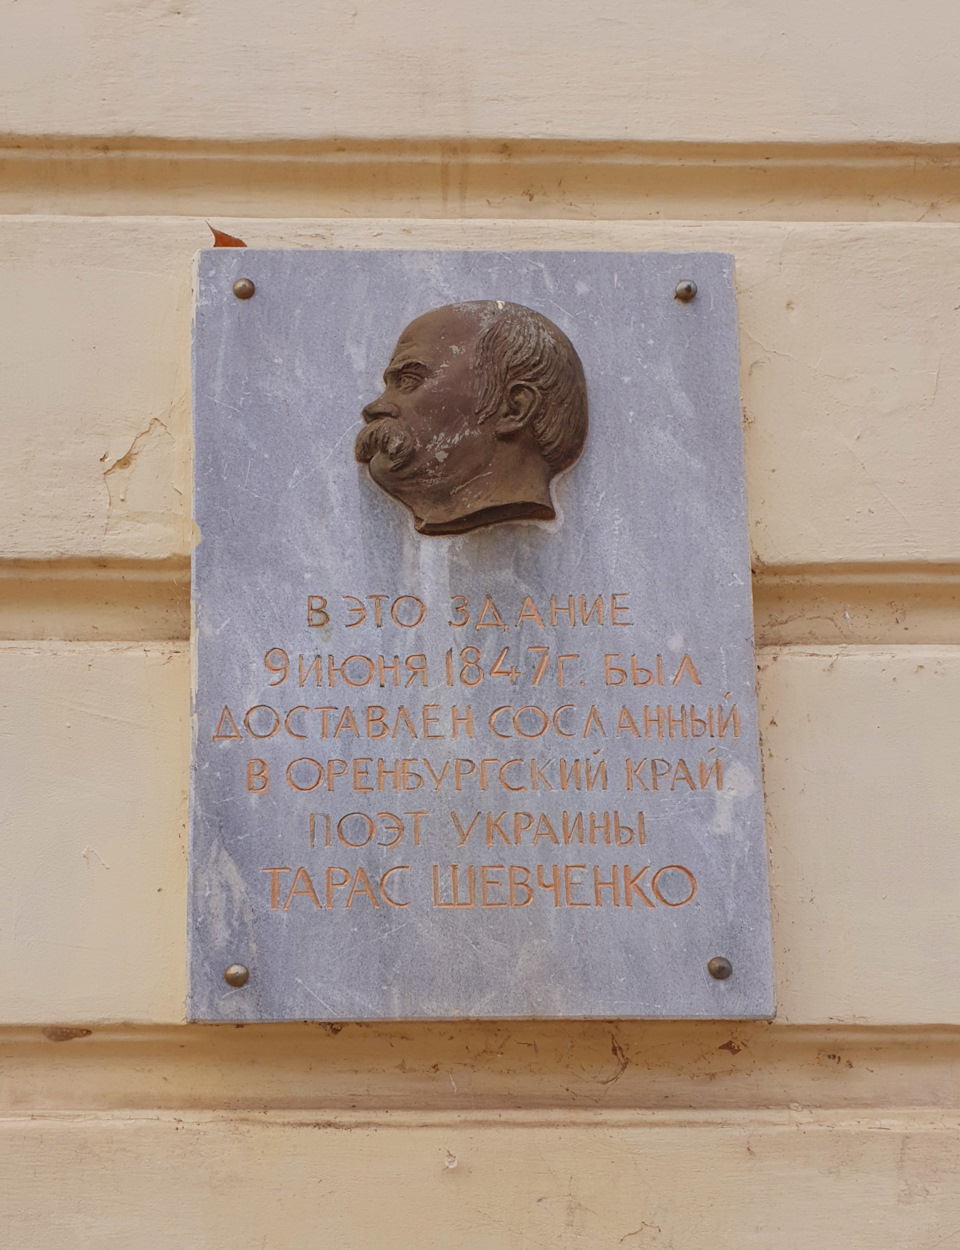 В ЭТО ЗДАНИЕ
9 ИЮНЯ 1847 Г. БЫЛ
ДОСТАВЛЕН СОСЛАННЫЙ
В ОРЕНБУРГСКИЙ КРАЙ
ПОЭТ УКРАИНЫ
ТАРАС ШЕВЧЕНКО